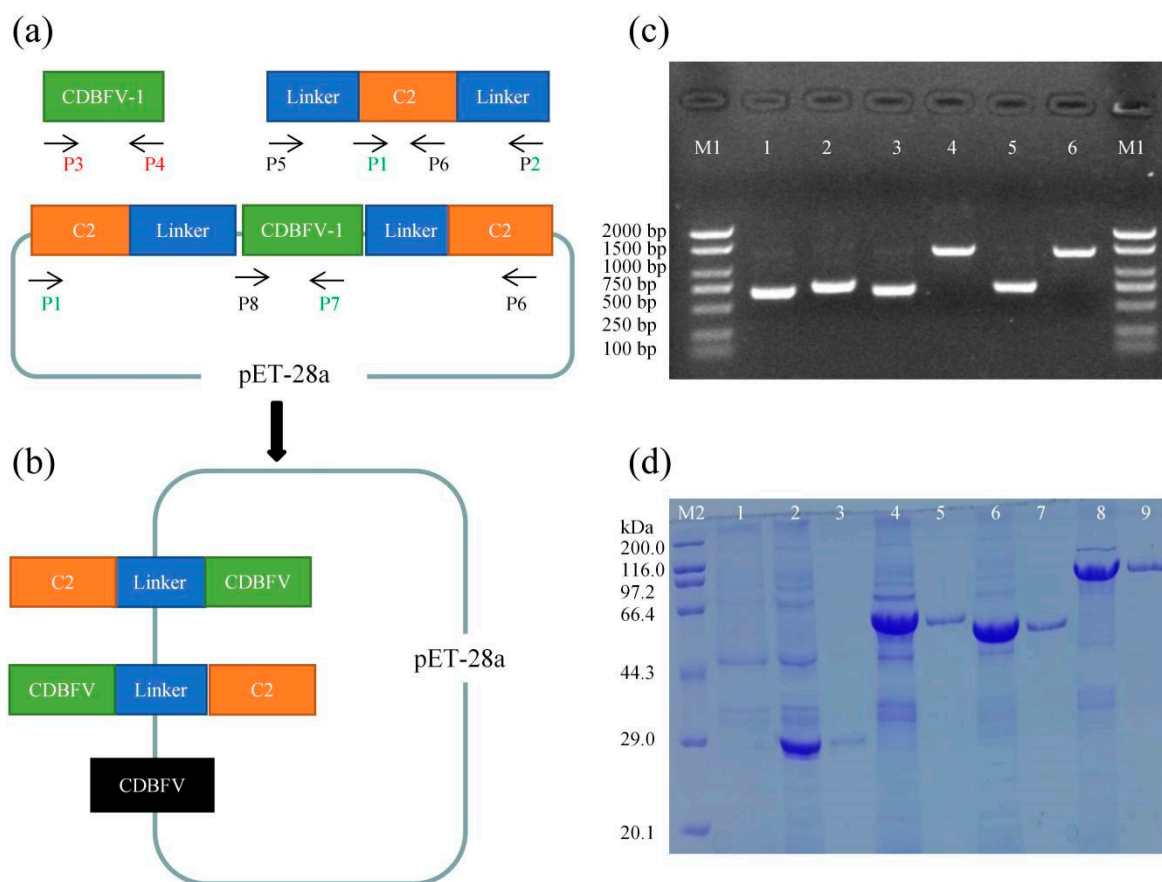 (a)
CDBFV-1
Linker C2 Linker
P3 P4
P5 P1 P6 P2
C2 Linker CDBFV-1 Linker C2
P1 P8 P7 P6
pET-28a
(b)
C2 Linker CDBFV
pET-28a
CDBFV Linker C2
CDBFV
(c)
M1 1 2 3 4 5 6 M1
2000 bp
1500 bp
1000 bp
750 bp
500 bp
250 bp
100 bp
(d)
M2 1 2 3 4 5 6 7 8 9
kDa
200.0
116.0
97.2
66.4
44.3
29.0
20.1